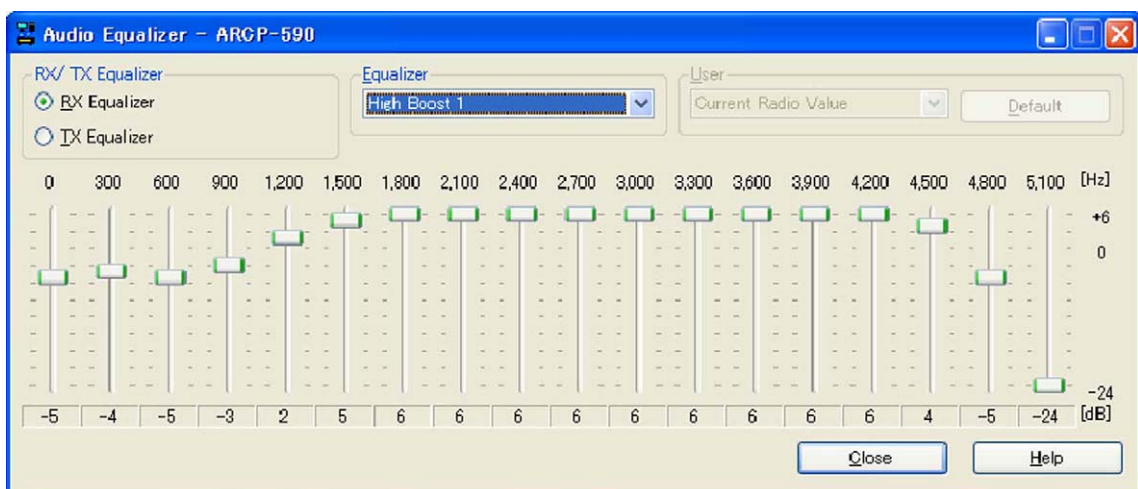 Audio Equalizer - ARCP-590
RX/ TX Equalizer
RX Equalizer
TX Equalizer
Equalizer
High Boost 1
User
Current Radio Value
Default
0 300 600 900 1,200 1,500 1,800 2,100 2,400 2,700 3,000 3,300 3,600 3,900 4,200 4,500 4,800 5,100 [Hz]
+6
0
-24
-5 -4 -5 -3 2 5 6 6 6 6 6 6 6 6 6 4 -5 -24 [dB]
Close
Help